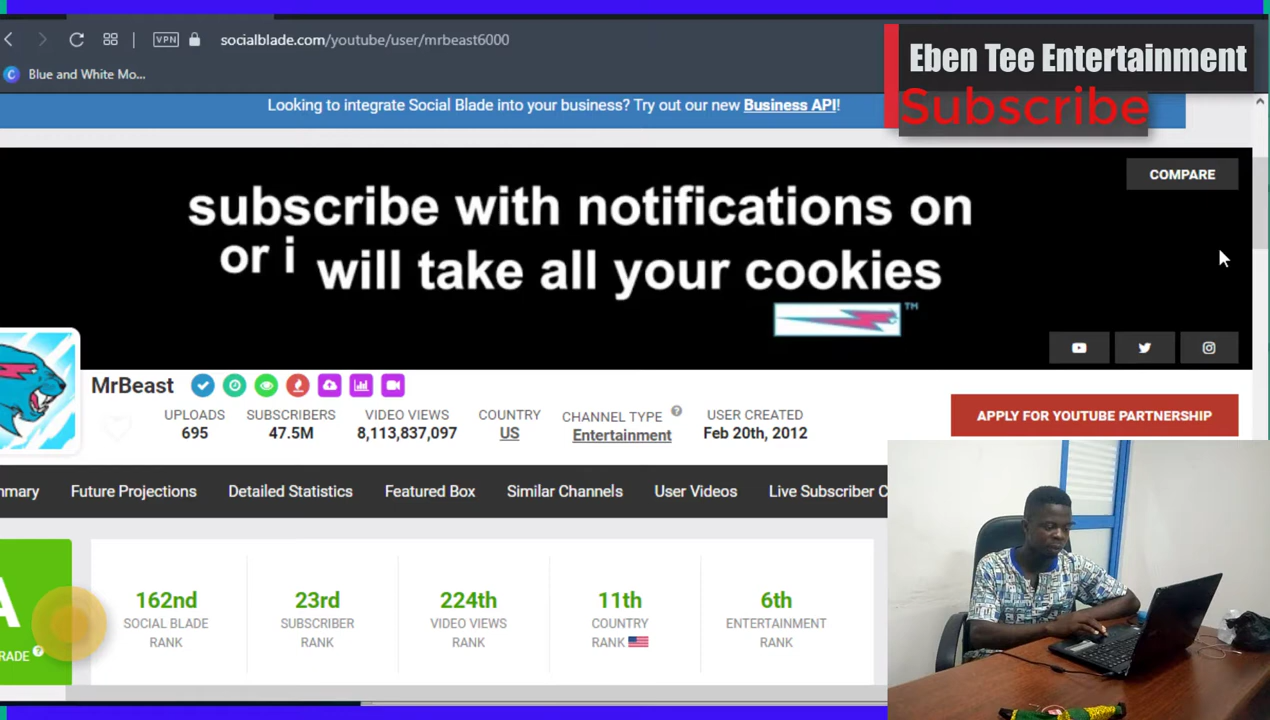 VPN
socialblade.com/youtube/user/mrbeast6000
Blue and White Mo...
Eben Tee Entertainment
Subscribe
Looking to integrate Social Blade into your business? Try out our new Business API!
COMPARE
subscribe with notifications on
or i will take all your cookies
TM
MrBeast
UPLOADS
695
SUBSCRIBERS
47.5M
VIDEO VIEWS
8,113,837,097
COUNTRY
US
CHANNEL TYPE
Entertainment
USER CREATED
Feb 20th, 2012
APPLY FOR YOUTUBE PARTNERSHIP
mmary
Future Projections
Detailed Statistics
Featured Box
Similar Channels
User Videos
Live Subscriber C
A
RADE
162nd
SOCIAL BLADE
RANK
23rd
SUBSCRIBER
RANK
224th
VIDEO VIEWS
RANK
11th
COUNTRY
RANK
6th
ENTERTAINMENT
RANK